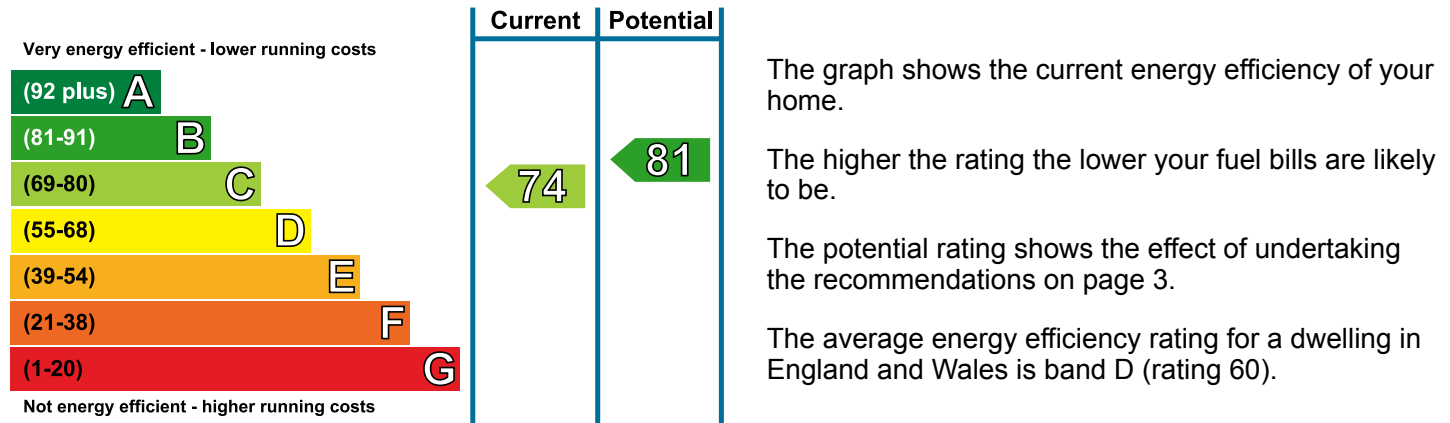 Current Potential
Very energy efficient - lower running costs
(92 plus) A
(81-91) B
(69-80) C
(55-68) D
(39-54) E
(21-38) F
(1-20) G
Not energy efficient - higher running costs
74
81
The graph shows the current energy efficiency of your
home.
The higher the rating the lower your fuel bills are likely
to be.
The potential rating shows the effect of undertaking
the recommendations on page 3.
The average energy efficiency rating for a dwelling in
England and Wales is band D (rating 60).